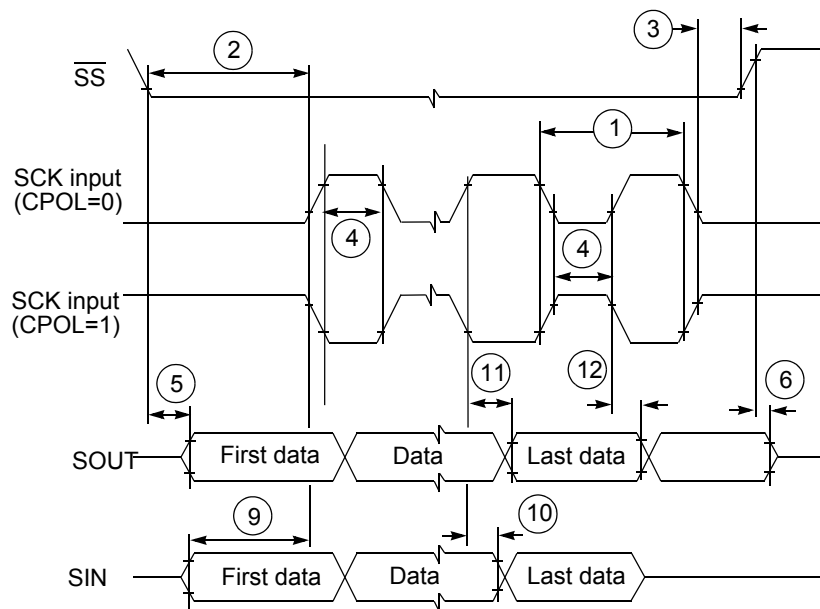 3
2
SS
1
SCK input
(CPOL=0)
4
4
SCK input
(CPOL=1)
5
11
12
6
SOUT
First data
Data
Last data
9
10
SIN
First data
Data
Last data